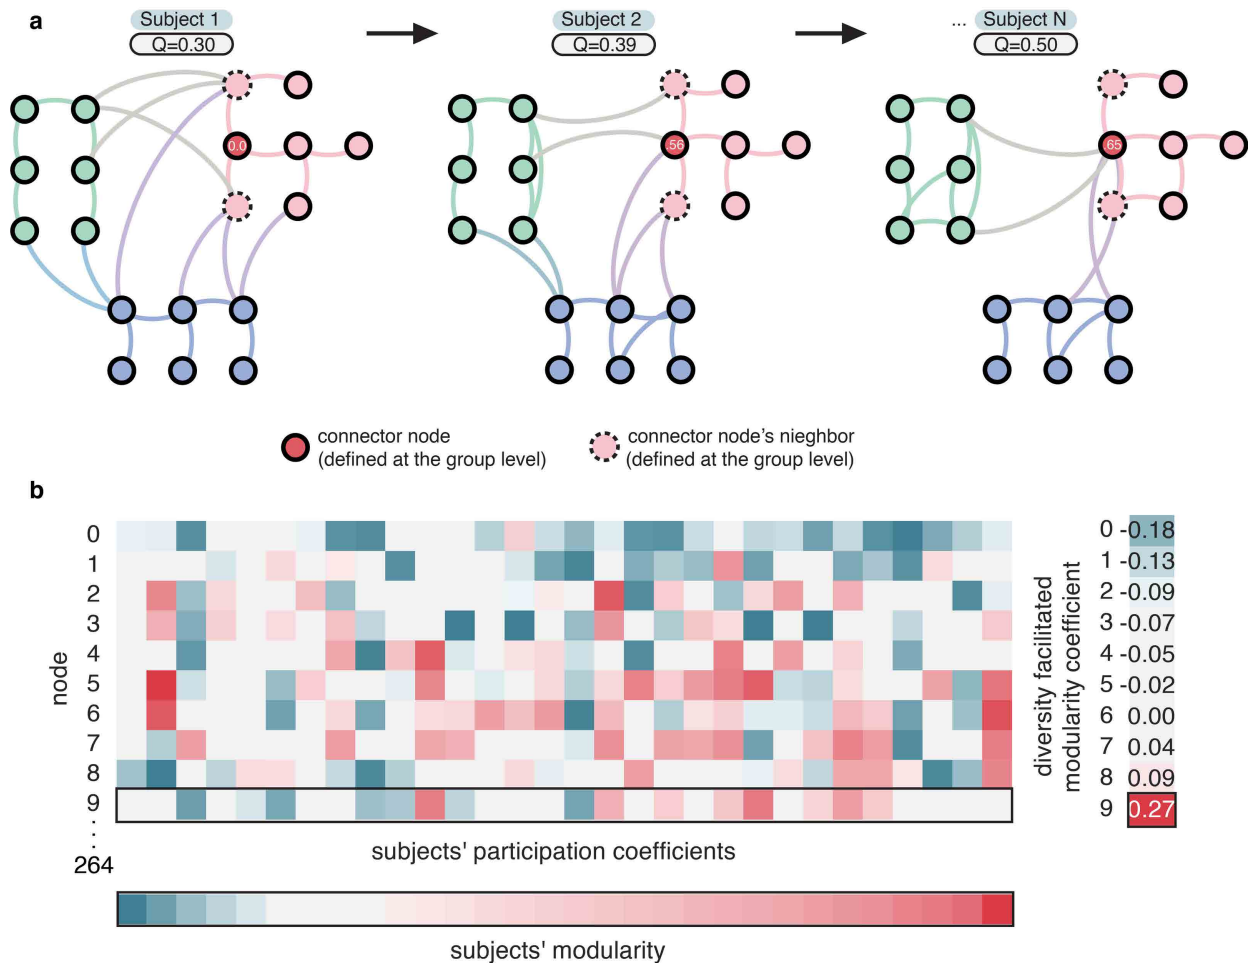 a
Subject 1
Q=0.30
Subject 2
Q=0.39
... Subject N
Q=0.50
0.0
.56
.65
connector node
(defined at the group level)
connector node's nieghbor
(defined at the group level)
b
node
0
1
2
3
4
5
6
7
8
9
.
.
.
264
subjects' participation coefficients
subjects' modularity
diversity facilitated
modularity coefficient
0 -0.18
1 -0.13
2 -0.09
3 -0.07
4 -0.05
5 -0.02
6 0.00
7 0.04
8 0.09
9 0.27